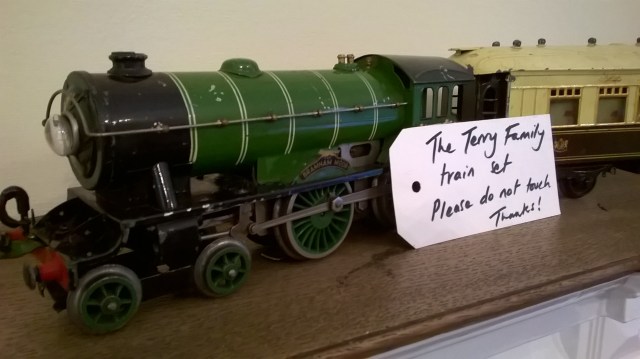 The Terry Family
train set
Please do not touch
Thanks!